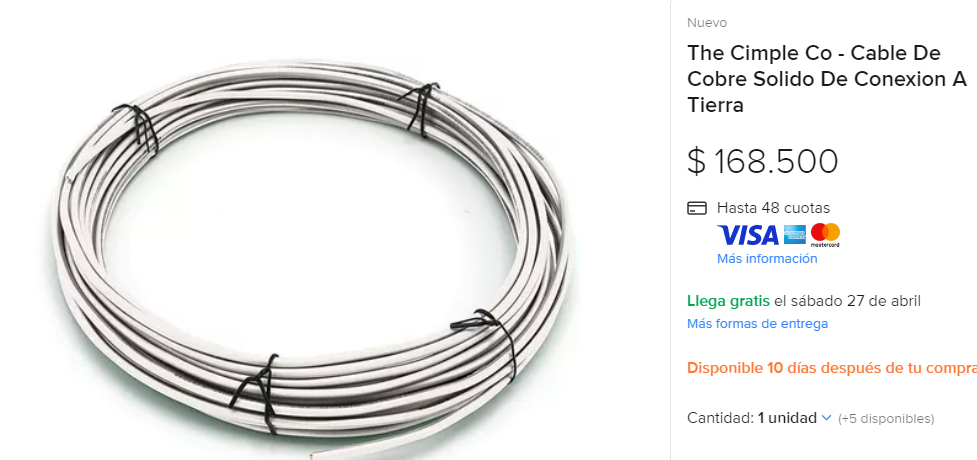 Nuevo
The Cimple Co - Cable De
Cobre Solido De Conexion A
Tierra
$ 168.500
Hasta 48 cuotas
VISA
mastercard
Más información
Llega gratis el sábado 27 de abril
Más formas de entrega
Disponible 10 días después de tu compra
Cantidad: 1 unidad (+5 disponibles)